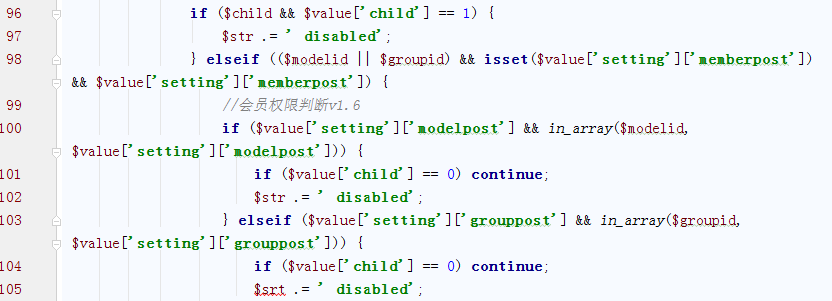 96 if ($child && $value['child'] == 1) {
97 $str .= ' disabled';
98 } elseif (($modelid || $groupid) && isset($value['setting']['memberpost'])
&& $value['setting']['memberpost']) {
99 //会员权限判断v1.6
100 if ($value['setting']['modelpost'] && in_array($modelid,
$value['setting']['modelpost'])) {
101 if ($value['child'] == 0) continue;
102 $str .= ' disabled';
103 } elseif ($value['setting']['grouppost'] && in_array($groupid,
$value['setting']['grouppost'])) {
104 if ($value['child'] == 0) continue;
105 $srt .= ' disabled';